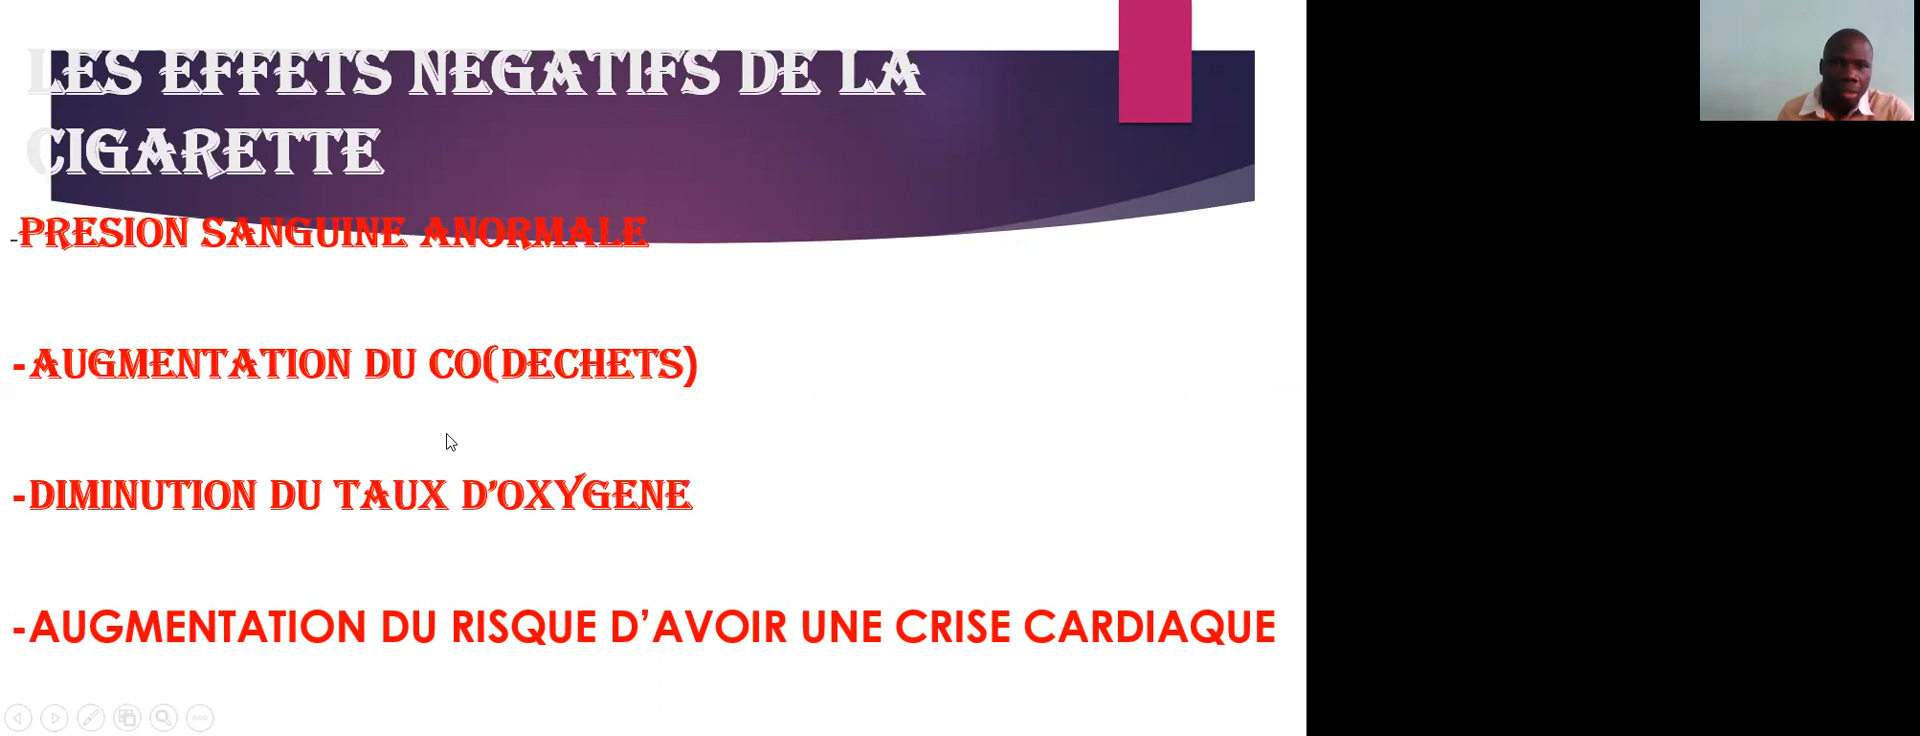 LES EFFETS NEGATIFS DE LA
CIGARETTE
-PRESION SANGUINE ANORMALE
-AUGMENTATION DU CO(DECHETS)
-DIMINUTION DU TAUX D’OXYGENE
-AUGMENTATION DU RISQUE D’AVOIR UNE CRISE CARDIAQUE